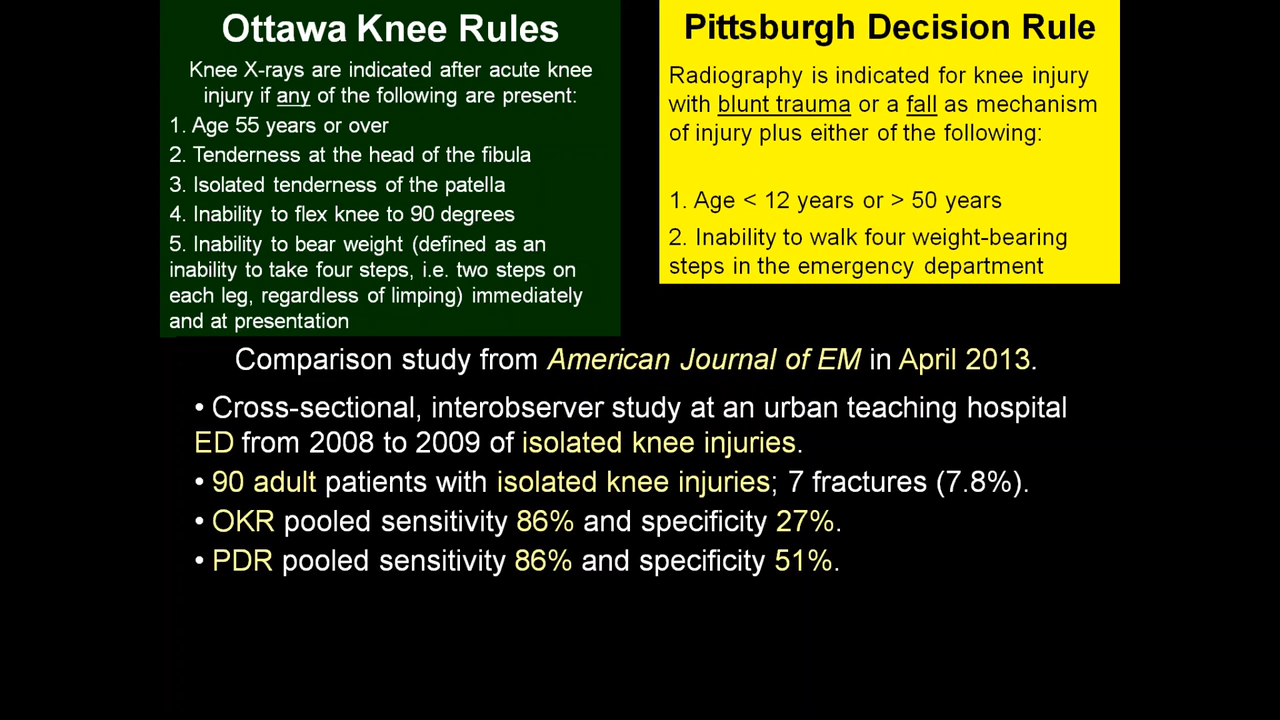 Ottawa Knee Rules
Knee X-rays are indicated after acute knee
injury if any of the following are present:
1. Age 55 years or over
2. Tenderness at the head of the fibula
3. Isolated tenderness of the patella
4. Inability to flex knee to 90 degrees
5. Inability to bear weight (defined as an
inability to take four steps, i.e. two steps on
each leg, regardless of limping) immediately
and at presentation
Pittsburgh Decision Rule
Radiography is indicated for knee injury
with blunt trauma or a fall as mechanism
of injury plus either of the following:
1. Age < 12 years or > 50 years
2. Inability to walk four weight-bearing
steps in the emergency department
Comparison study from American Journal of EM in April 2013.
• Cross-sectional, interobserver study at an urban teaching hospital
ED from 2008 to 2009 of isolated knee injuries.
• 90 adult patients with isolated knee injuries; 7 fractures (7.8%).
• OKR pooled sensitivity 86% and specificity 27%.
• PDR pooled sensitivity 86% and specificity 51%.